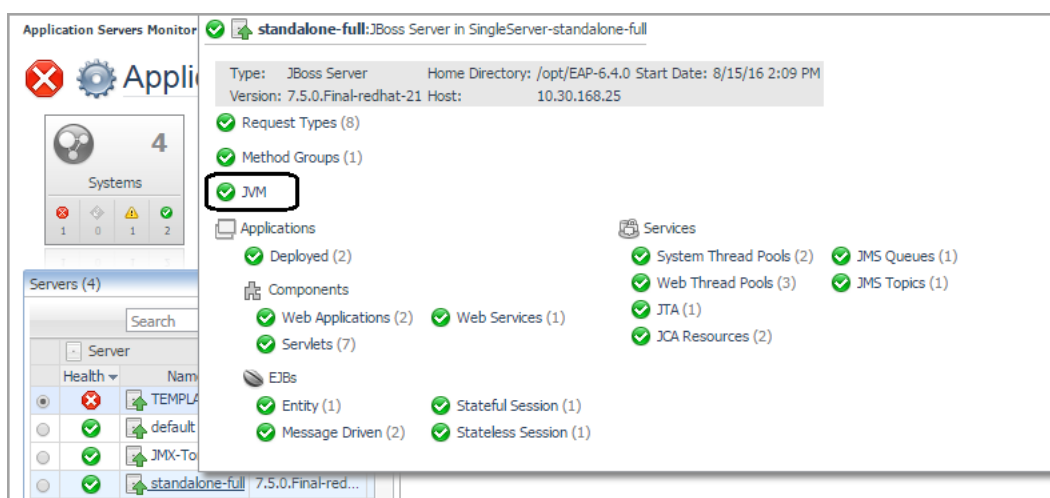 Application Servers Monitor
standalone-full:JBoss Server in SingleServer-standalone-full
Type: JBoss Server Home Directory: /opt/EAP-6.4.0 Start Date: 8/15/16 2:09 PM
Version: 7.5.0.Final-redhat-21 Host: 10.30.168.25
Applic
Request Types (8)
4
Method Groups (1)
Systems
JVM
1 0 1 2
Applications
Services
Deployed (2)
System Thread Pools (2) JMS Queues (1)
Components
Web Thread Pools (3) JMS Topics (1)
Web Applications (2) Web Services (1)
JTA (1)
Servlets (7)
JCA Resources (2)
EJBs
Entity (1) Stateful Session (1)
Message Driven (2) Stateless Session (1)
Servers (4)
Search
Server
Health Nam
TEMPLA
default
JMX-To
standalone-full 7.5.0.Final-red...